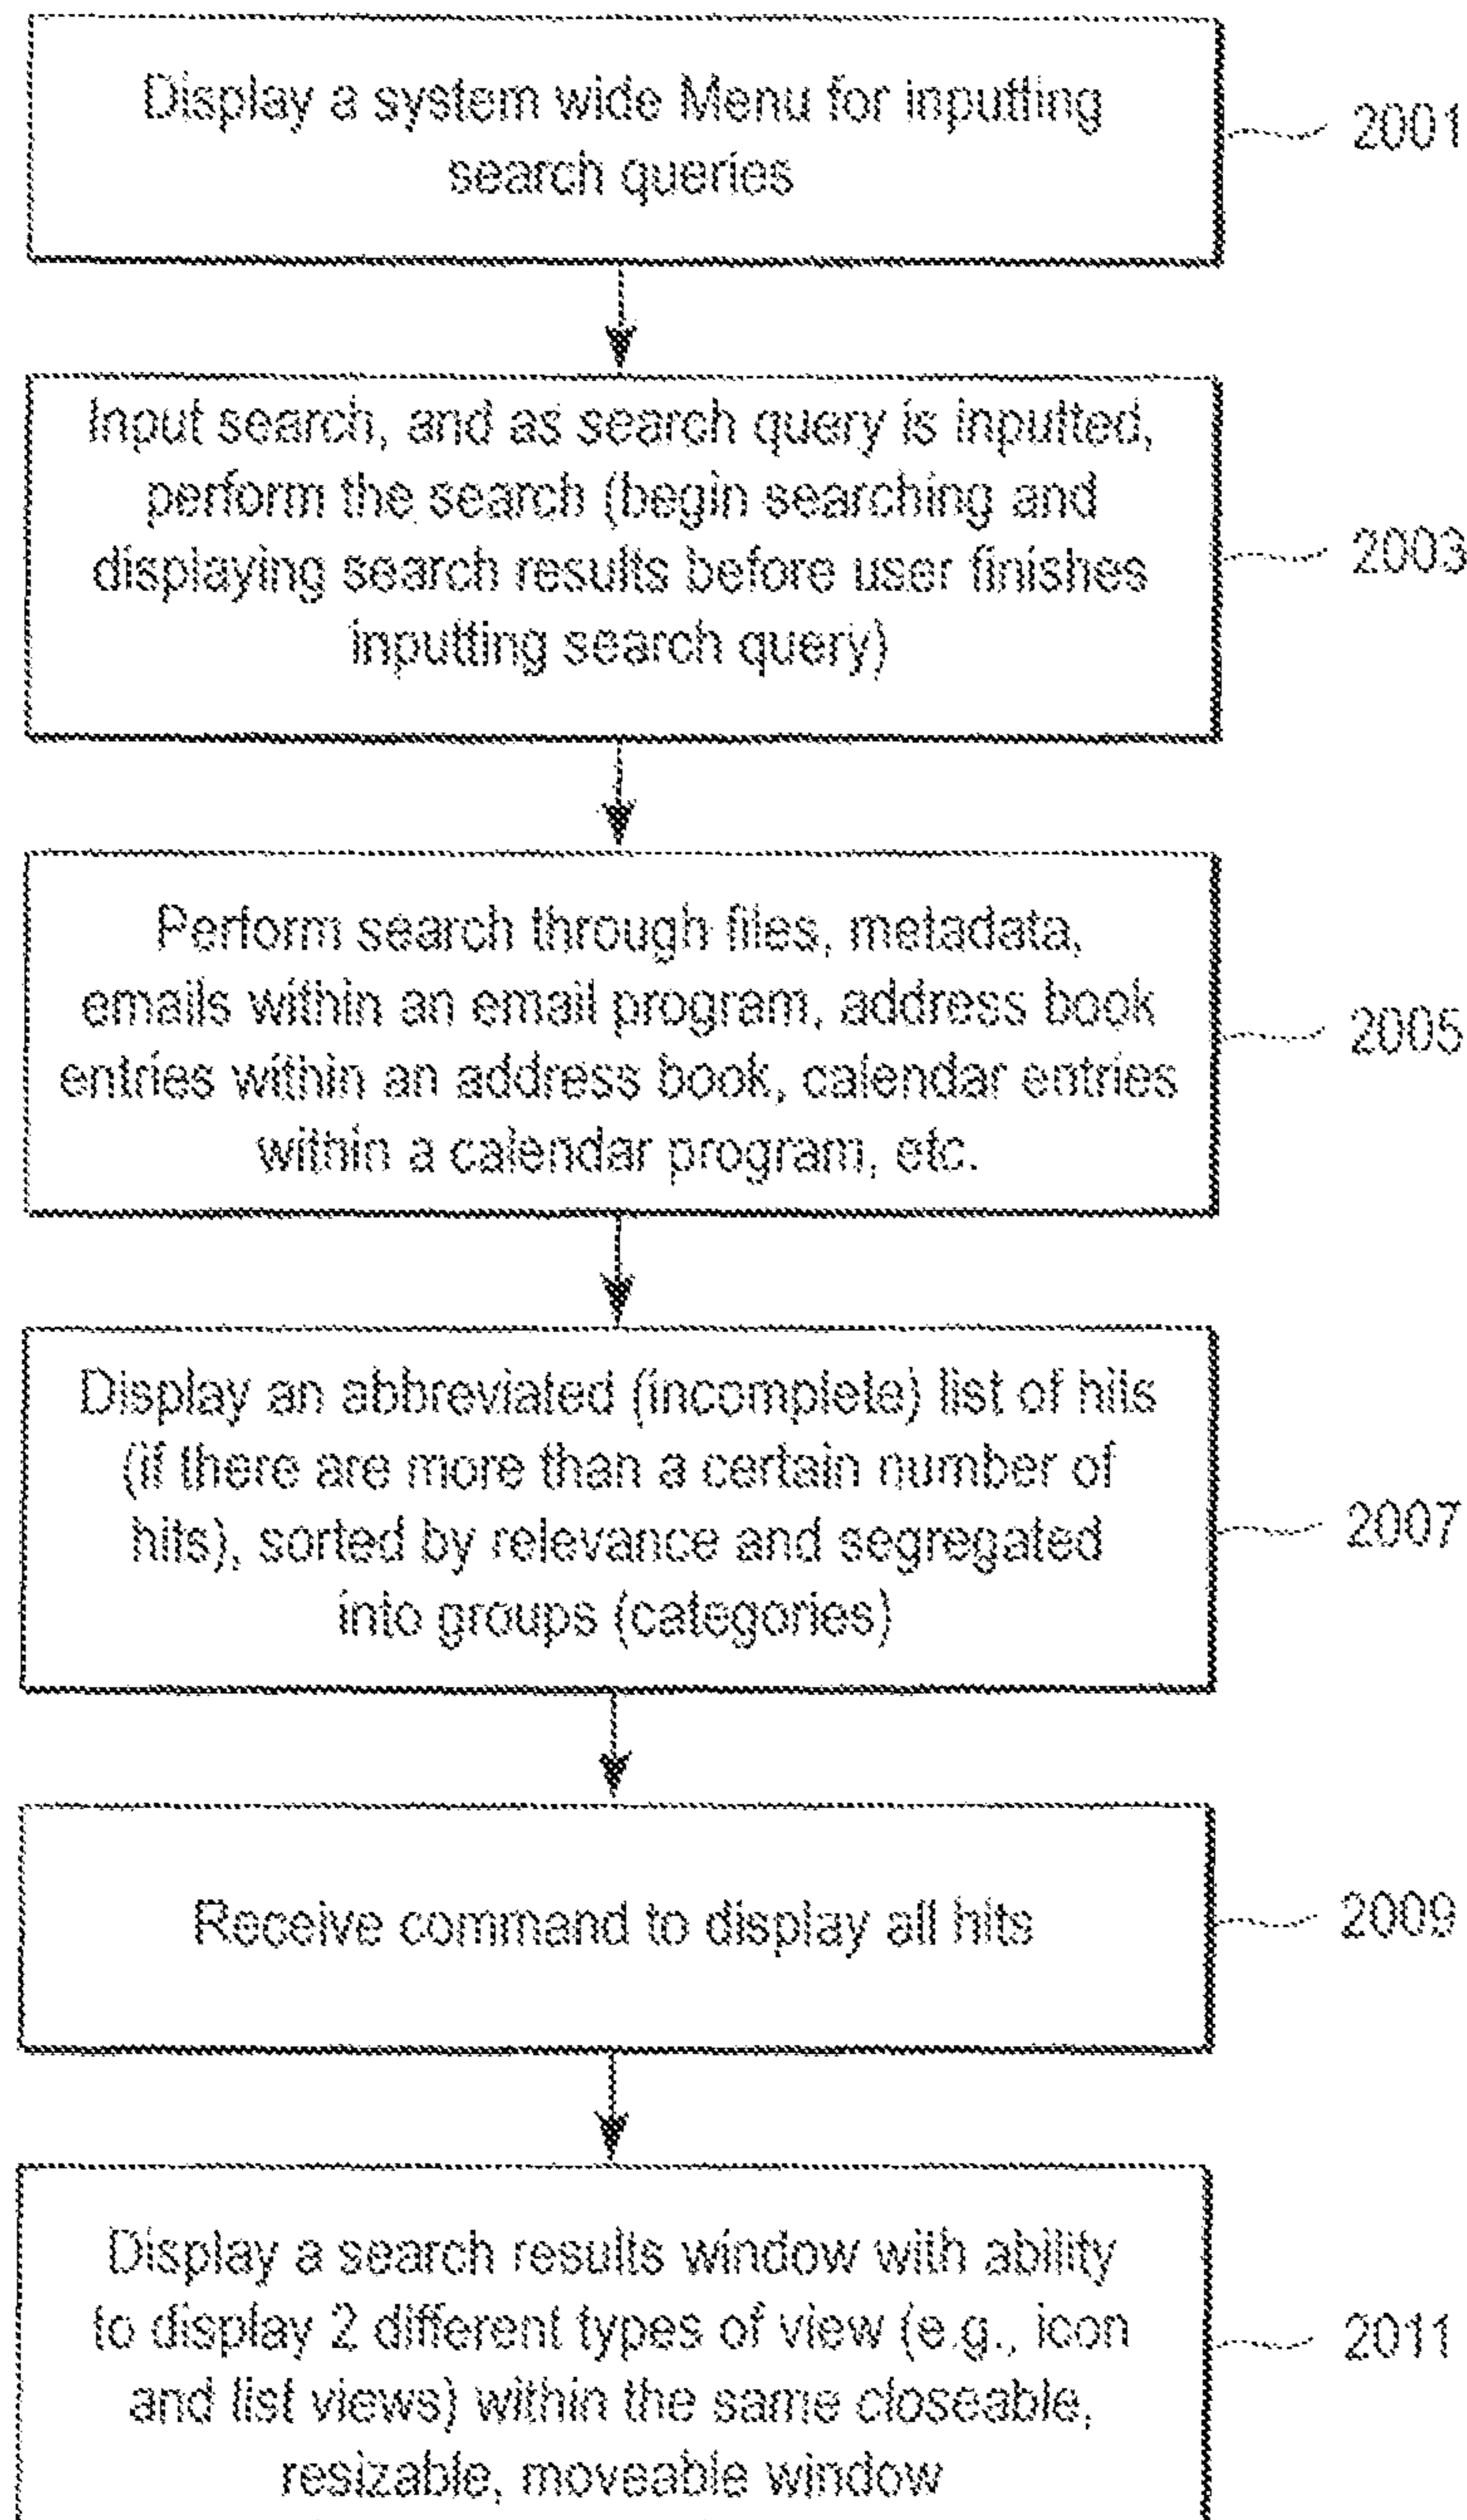 Display a system wide Menu for inputting
search queries
2001
Input search, and as search query is inputted,
perform the search (begin searching and
displaying search results before user finishes
inputting search query)
2003
Perform search through files, metadata,
emails within an email program, address book
entries within an address book, calendar entries
within a calendar program, etc.
2005
Display an abbreviated (incomplete) list of hits
(if there are more than a certain number of
hits), sorted by relevance and segregated
into groups (categories)
2007
Receive command to display all hits
2009
Display a search results window with ability
to display 2 different types of view (e.g., icon
and list views) within the same closeable,
resizable, moveable window
2011